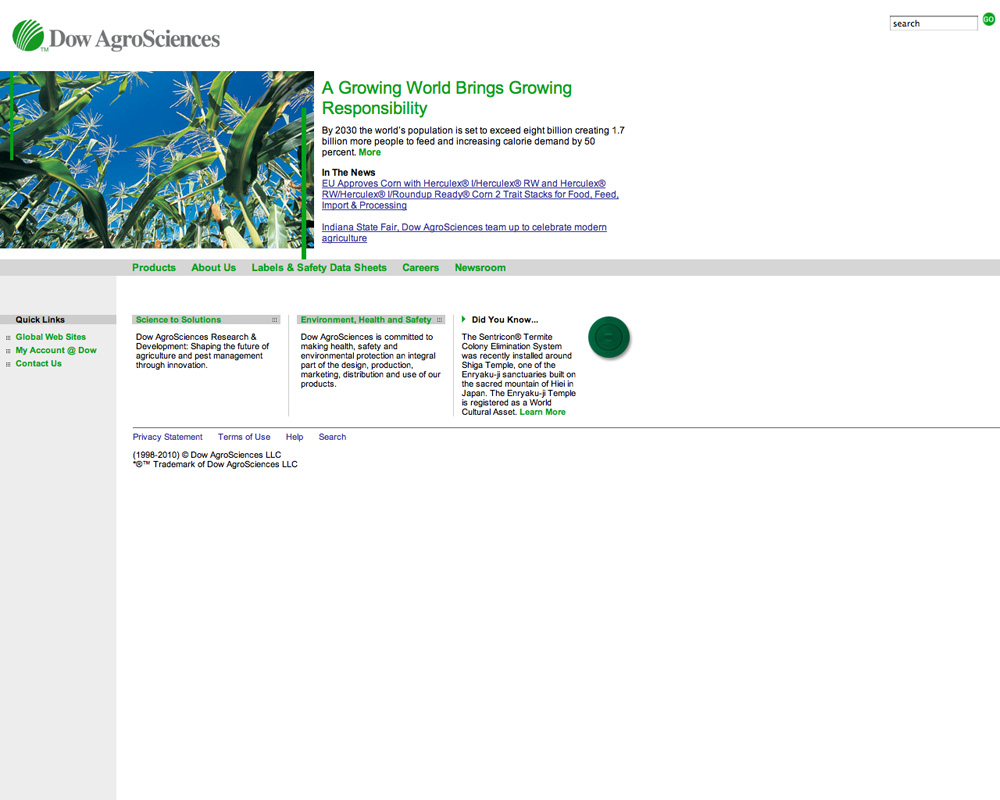 TM Dow AgroSciences
search
GO
A Growing World Brings Growing
Responsibility
By 2030 the world's population is set to exceed eight billion creating 1.7
billion more people to feed and increasing calorie demand by 50
percent. More
In The News
EU Approves Corn with Herculex® I/Herculex® RW and Herculex®
RW/Herculex® I/Roundup Ready® Corn 2 Trait Stacks for Food, Feed,
Import & Processing
Indiana State Fair, Dow AgroSciences team up to celebrate modern
agriculture
Products About Us Labels & Safety Data Sheets Careers Newsroom
Quick Links
Global Web Sites
My Account @ Dow
Contact Us
Science to Solutions
Dow AgroSciences Research &
Development: Shaping the future of
agriculture and pest management
through innovation.
Environment, Health and Safety
Dow AgroSciences is committed to
making health, safety and
environmental protection an integral
part of the design, production,
marketing, distribution and use of our
products.
Did You Know...
The Sentricon® Termite
Colony Elimination System
was recently installed around
Shiga Temple, one of the
Enryaku-ji sanctuaries built on
the sacred mountain of Hiei in
Japan. The Enryaku-ji Temple
is registered as a World
Cultural Asset. Learn More
Privacy Statement Terms of Use Help Search
(1998-2010) © Dow AgroSciences LLC
*®™ Trademark of Dow AgroSciences LLC